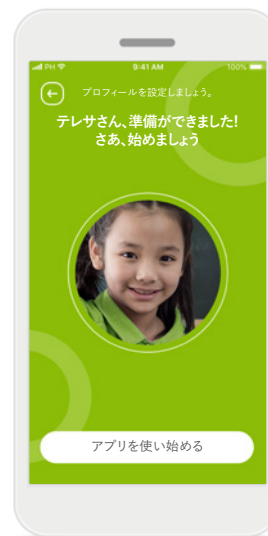 PH 9:41 AM 100%
プロフィールを設定しましょう。
テレサさん、準備ができました!
さあ、始めましょう
アプリを使い始める